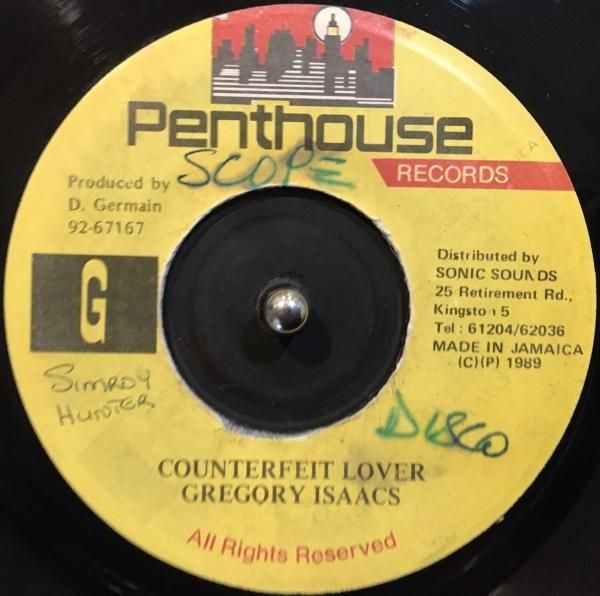 Penthouse
SCOPE
RECORDS
Produced by
D. Germain
92-67167
G
Simroy
Hunter
Distributed by
SONIC SOUNDS
25 Retirement Rd.,
Kingston 5
Tel : 61204/62036
MADE IN JAMAICA
(C)(P) 1989
DISCO
COUNTERFEIT LOVER
GREGORY ISAACS
All Rights Reserved